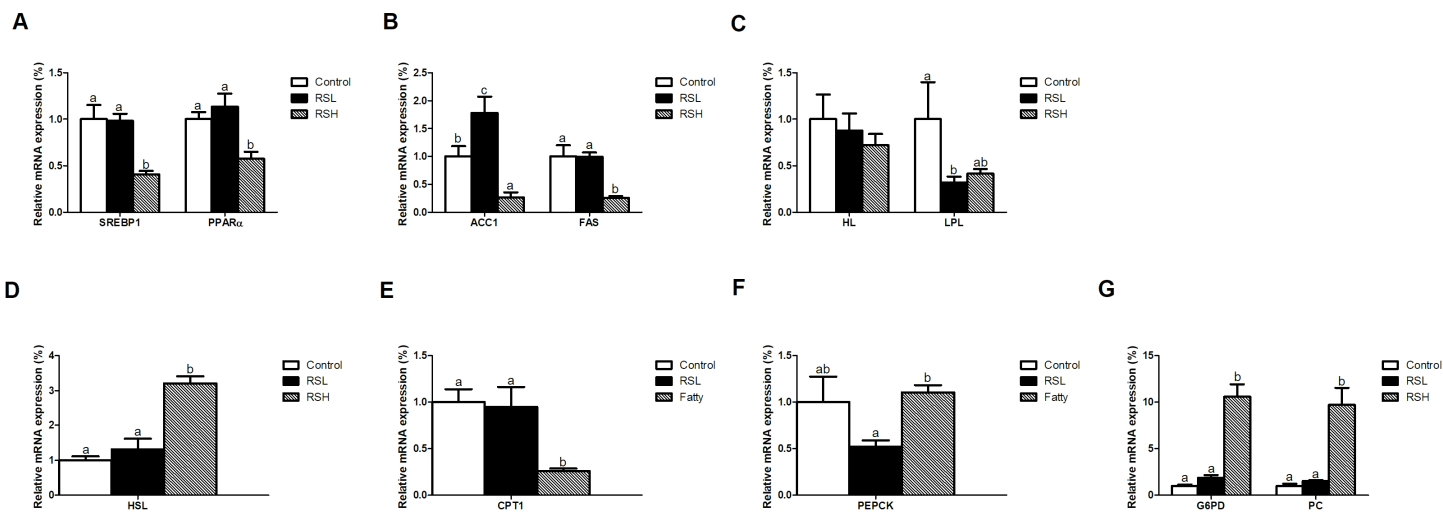 A
Relative mRNA expression (%)
1.5
1.0
0.5
0.0
a
a
b
a
a
b
SREBP1
PPARα
Control
RSL
RSH
B
Relative mRNA expression (%)
2.5
2.0
1.5
1.0
0.5
0.0
b
c
a
a
a
b
ACC1
FAS
Control
RSL
RSH
C
Relative mRNA expression (%)
1.5
1.0
0.5
0.0
a
b
ab
HL
LPL
Control
RSL
RSH
D
Relative mRNA expression (%)
4
3
2
1
0
a
a
b
HSL
Control
RSL
RSH
E
Relative mRNA expression (%)
1.5
1.0
0.5
0.0
a
a
b
CPT1
Control
RSL
Fatty
F
Relative mRNA expression (%)
1.5
1.0
0.5
0.0
ab
a
b
PEPCK
Control
RSL
Fatty
G
Relative mRNA expression (%)
15
10
5
0
a
a
b
a
a
b
G6PD
PC
Control
RSL
RSH